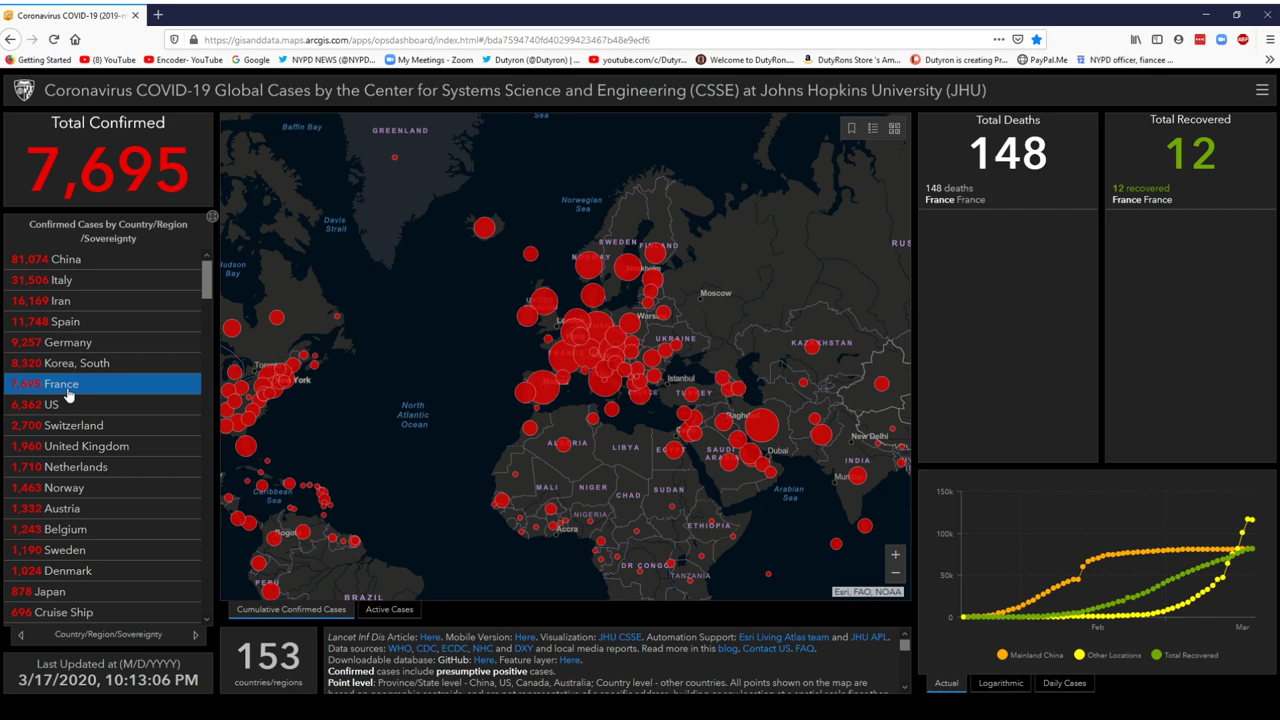 Coronavirus COVID-19 (2019-n
https://gisanddata.maps.arcgis.com/apps/opsdashboard/index.html#/bda7594740fd40299423467b48e9ecf6
Getting Started
(8) YouTube
Encoder- YouTube
Google
NYPD NEWS (@NYPD...
My Meetings - Zoom
Dutyron (@Dutyron) |...
youtube.com/c/Dutyr...
Welcome to DutyRon...
DutyRons Store 's Am...
Dutyron is creating Pr...
PayPal.Me
NYPD officer, fiancee ...
Coronavirus COVID-19 Global Cases by the Center for Systems Science and Engineering (CSSE) at Johns Hopkins University (JHU)
Total Confirmed
7,695
Confirmed Cases by Country/Region
/Sovereignty
81,074 China
31,506 Italy
16,169 Iran
11,748 Spain
9,257 Germany
8,320 Korea, South
7,695 France
6,362 US
2,700 Switzerland
1,960 United Kingdom
1,710 Netherlands
1,463 Norway
1,332 Austria
1,243 Belgium
1,190 Sweden
1,024 Denmark
878 Japan
696 Cruise Ship
Country/Region/Sovereignty
Last Updated at (M/D/YYYY)
3/17/2020, 10:13:06 PM
Sea
Baffin Bay
GREENLAND
Davis
Strait
Norwegian
Sea
SWEDEN
FINLAND
NORWAY
RUS
Hudson
Bay
Stockholm
Moscow
UNITED
Warsaw
UKRAINE
KAZAKHSTAN
FRANCE
Toronto
York
Istanbul
TURKEY
GREECE
North
Atlantic
Ocean
Baghdad
New Delhi
ALGERIA
LIBYA
EGYPT
SAUDI
ARABIA
Dubai
INDIA
Mumbai
Caribbean
Sea
MALI
NIGER
CHAD
SUDAN
Arabian
Sea
NIGERIA
Accra
ETHIOPIA
Bogota
DR CONGO
TANZANIA
PERU
BRAZIL
Esri, FAO, NOAA
Cumulative Confirmed Cases
Active Cases
153
countries/regions
Lancet Inf Dis Article: Here. Mobile Version: Here. Visualization: JHU CSSE. Automation Support: Esri Living Atlas team and JHU APL.
Data sources: WHO, CDC, ECDC, NHC and DXY and local media reports. Read more in this blog. Contact US. FAQ.
Downloadable database: GitHub: Here. Feature layer: Here.
Confirmed cases include presumptive positive cases.
Point level: Province/State level - China, US, Canada, Australia; Country level - other countries. All points shown on the map are
Total Deaths
148
148 deaths
France France
Total Recovered
12
12 recovered
France France
150k
100k
50k
0
Feb
Mar
Mainland China
Other Locations
Total Recovered
Actual
Logarithmic
Daily Cases